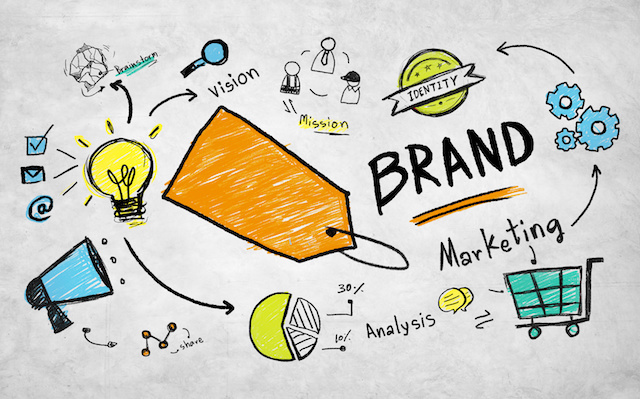 Brainstorm
Vision
Mission
IDENTITY
BRAND
Marketing
30%
10%
Analysis
share
@